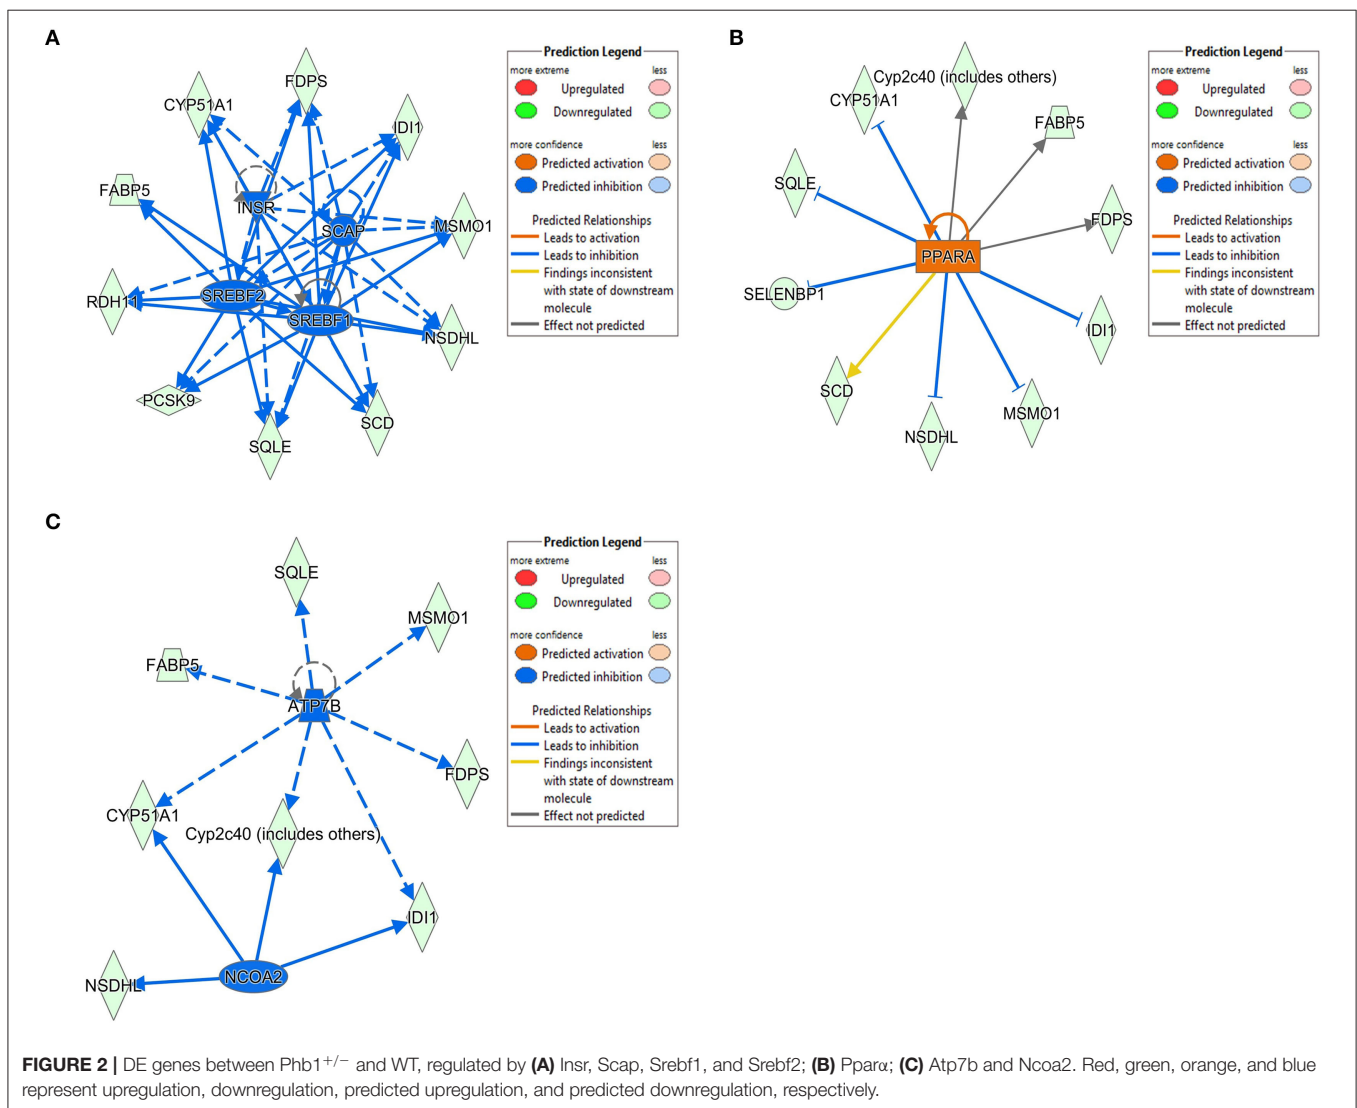 A
FDPS
CYP51A1
IDI1
FABP5
INSR
SCAP
MSMO1
RDH11
SREBF2
SREBF1
NSDHL
PCSK9
SQLE
SCD
Prediction Legend
more extreme less
Upregulated
Downregulated
more confidence less
Predicted activation
Predicted inhibition
Predicted Relationships
Leads to activation
Leads to inhibition
Findings inconsistent
with state of downstream
molecule
Effect not predicted
B
Cyp2c40 (includes others)
CYP51A1
FABP5
SQLE
FDPS
PPARA
SELENBP1
IDI1
SCD
MSMO1
NSDHL
Prediction Legend
more extreme less
Upregulated
Downregulated
more confidence less
Predicted activation
Predicted inhibition
Predicted Relationships
Leads to activation
Leads to inhibition
Findings inconsistent
with state of downstream
molecule
Effect not predicted
C
SQLE
MSMO1
FABP5
ATP7B
FDPS
CYP51A1
Cyp2c40 (includes others)
IDI1
NCOA2
NSDHL
Prediction Legend
more extreme less
Upregulated
Downregulated
more confidence less
Predicted activation
Predicted inhibition
Predicted Relationships
Leads to activation
Leads to inhibition
Findings inconsistent
with state of downstream
molecule
Effect not predicted
FIGURE 2 | DE genes between Phb1+/− and WT, regulated by (A) Insr, Scap, Srebf1, and Srebf2; (B) Pparα; (C) Atp7b and Ncoa2. Red, green, orange, and blue
represent upregulation, downregulation, predicted upregulation, and predicted downregulation, respectively.